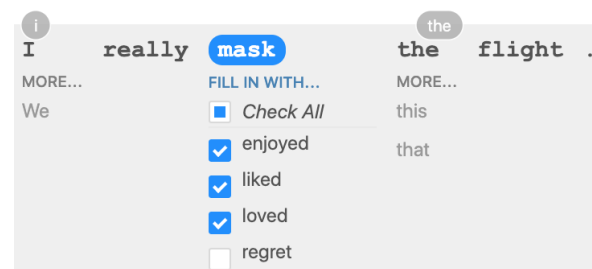 i the
I really mask the flight .
MORE... FILL IN WITH... MORE...
We Check All this
enjoyed that
liked
loved
regret